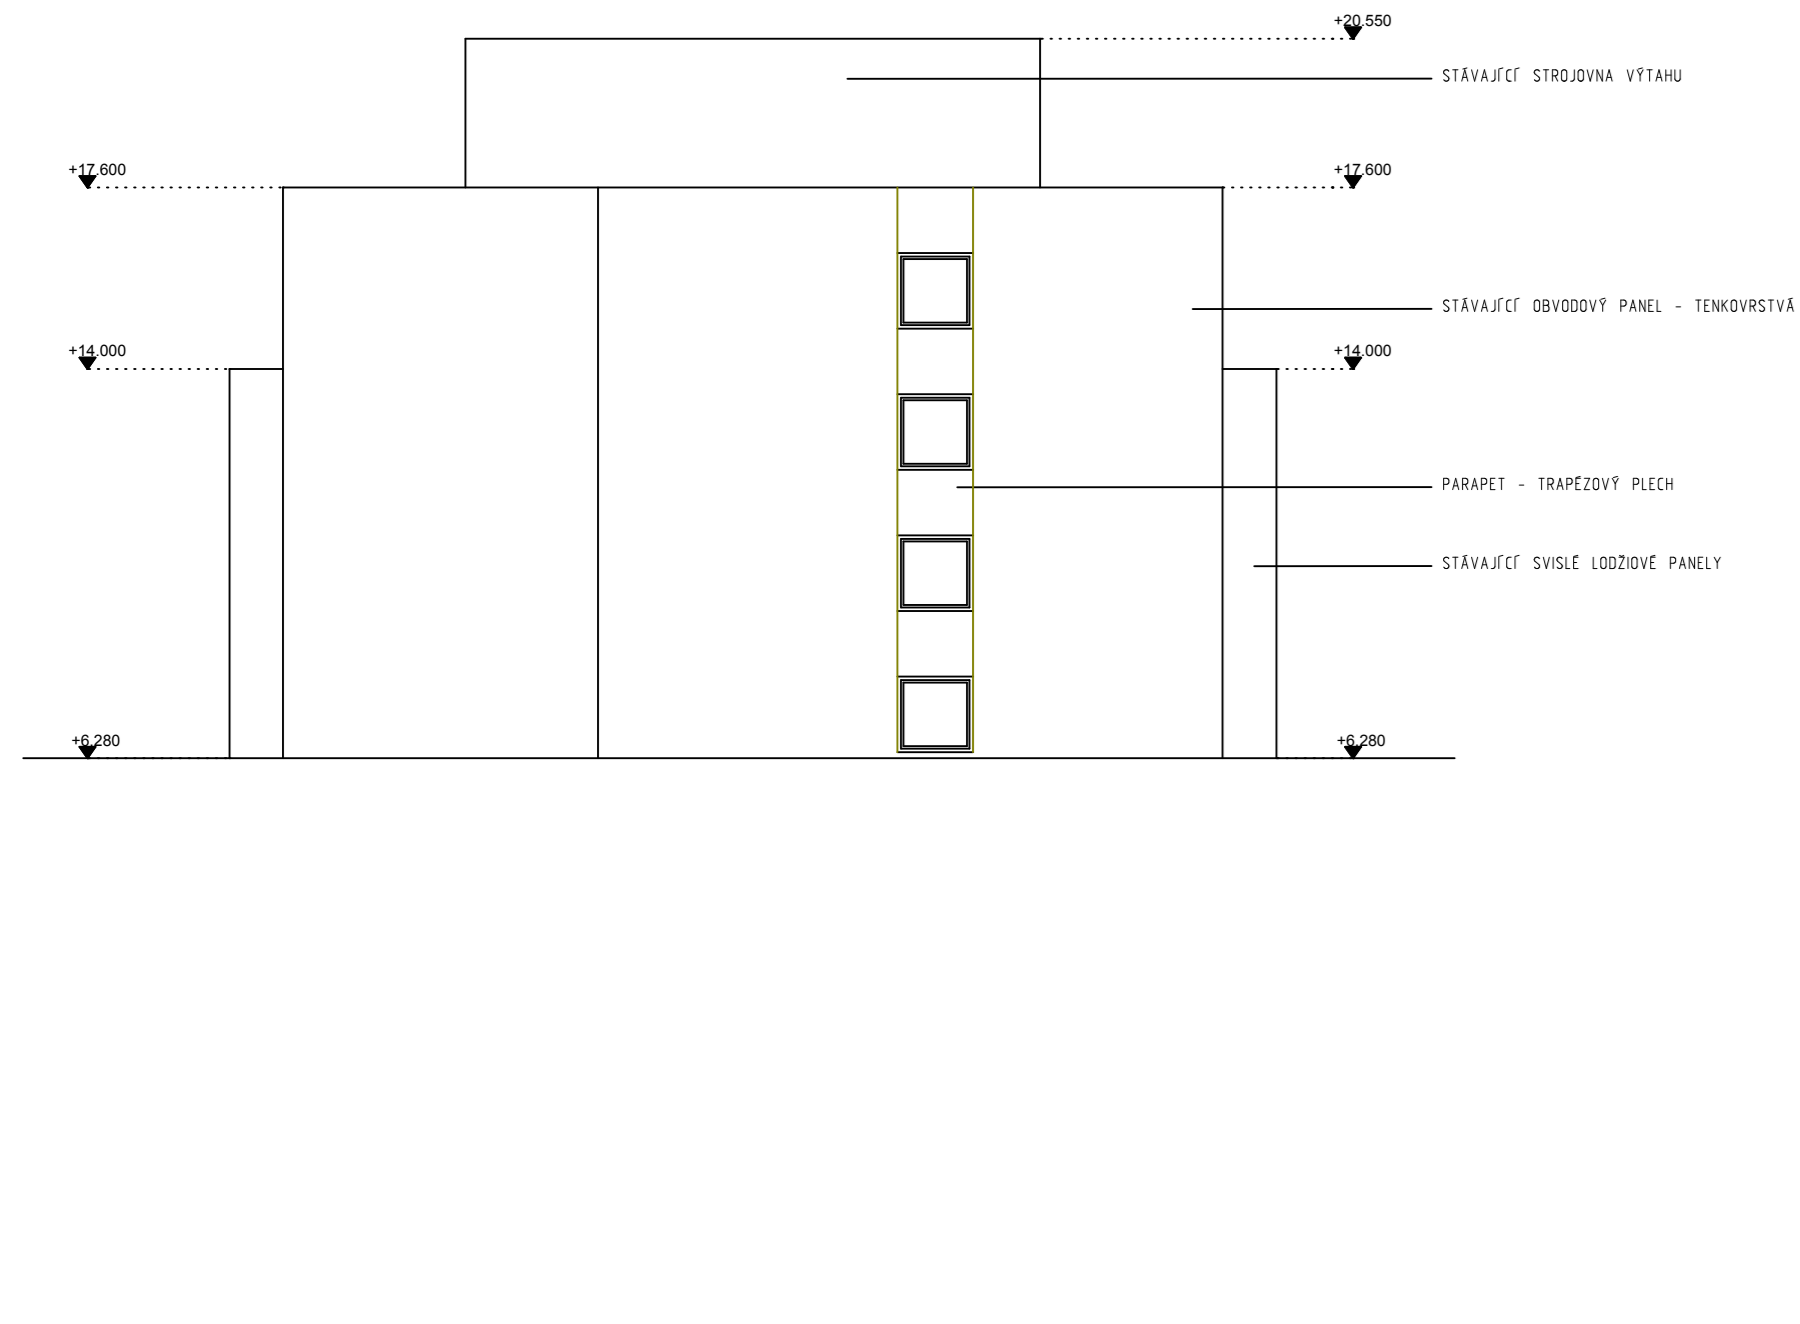 +20.550
STÁVAJÍCÍ STROJOVNA VÝTAHU
+17.600
+17.600
STÁVAJÍCÍ OBVODOVÝ PANEL - TENKOVRSTVÁ
+14.000
+14.000
PARAPET - TRAPÉZOVÝ PLECH
STÁVAJÍCÍ SVISLÉ LODŽIOVÉ PANELY
+6.280
+6.280